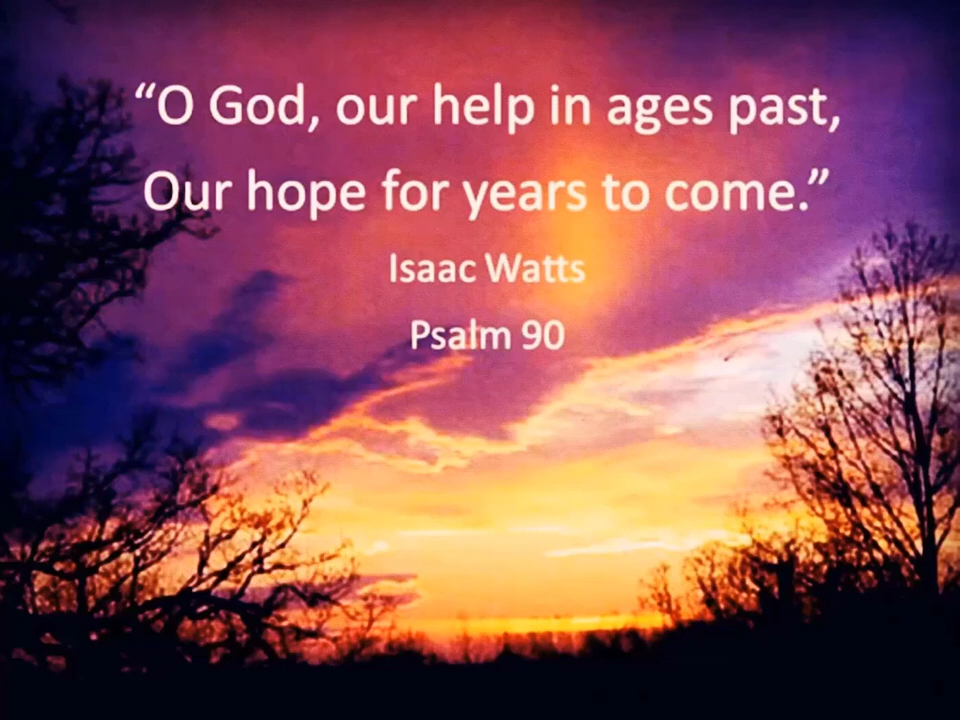 “O God, our help in ages past,
Our hope for years to come.”
Isaac Watts
Psalm 90